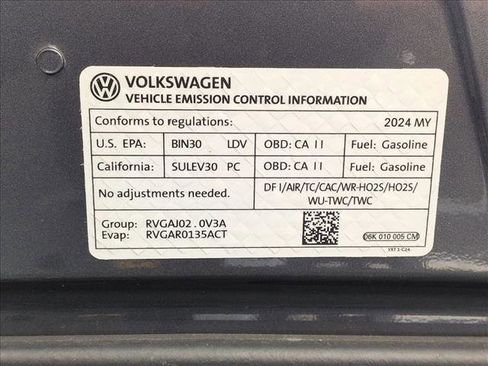 VOLKSWAGEN
VEHICLE EMISSION CONTROL INFORMATION
Conforms to regulations: 2024 MY
U.S. EPA: BIN30 LDV OBD: CA II Fuel: Gasoline
California: SULEV30 PC OBD: CA II Fuel: Gasoline
No adjustments needed. DFI/AIR/TC/CAC/WR-HO2S/HO2S/
WU-TWC/TWC
Group: RVGAJ02.0V3A
Evap: RVGAR0135ACT
06K 010 005 CM